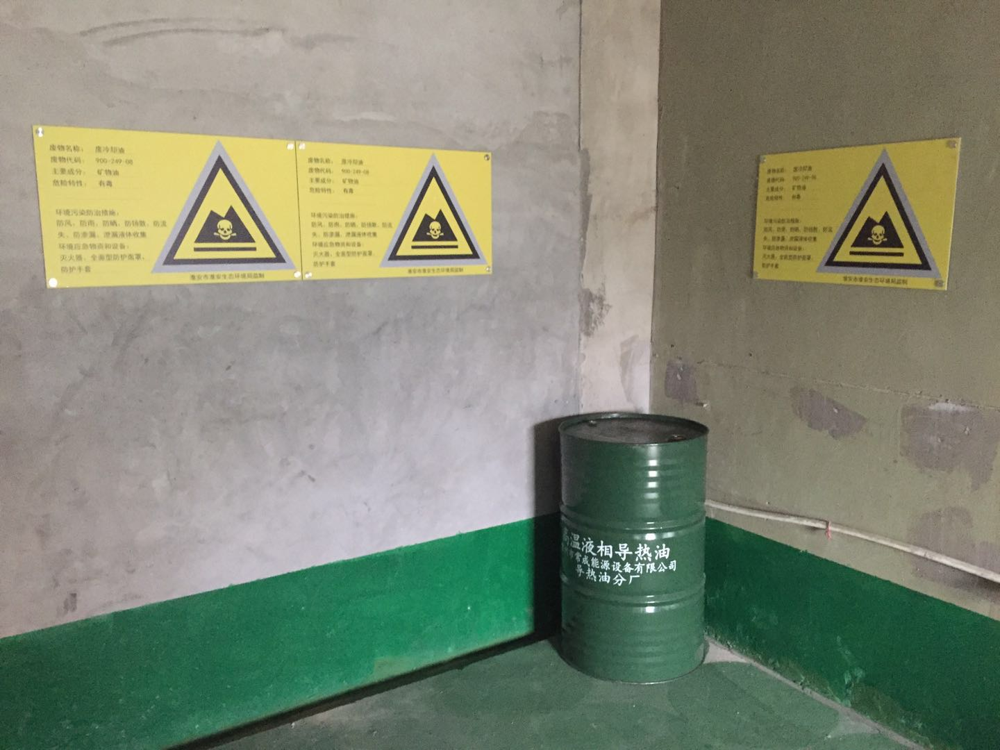 废物名称： 废冷却油
废物代码： 900-249-08
主要成分： 矿物油
危险特性： 有毒
环境污染防治措施：
防风、防雨、防晒、防扬散、防流
失、防渗漏、泄漏液体收集
环境应急物资和设备：
灭火器、全面型防护面罩、
防护手套
淮安市淮安生态环境局监制
废物名称： 废冷却油
废物代码： 900-249-08
主要成分： 矿物油
危险特性： 有毒
环境污染防治措施：
防风、防雨、防晒、防扬散、防流
失、防渗漏、泄漏液体收集
环境应急物资和设备：
灭火器、全面型防护面罩、
防护手套
淮安市淮安生态环境局监制
废物名称： 废冷却油
废物代码： 900-249-08
主要成分： 矿物油
危险特性： 有毒
环境污染防治措施：
防风、防雨、防晒、防扬散、防流
失、防渗漏、泄漏液体收集
环境应急物资和设备：
灭火器、全面型防护面罩、
防护手套
淮安市淮安生态环境局监制
高温液相导热油
市常成能源设备有限公司
导热油分厂